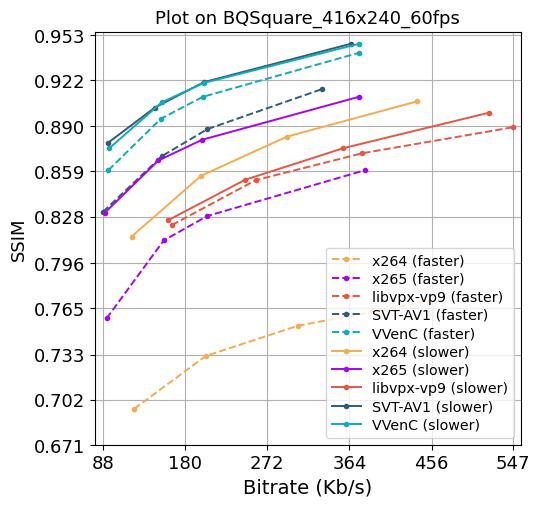 Plot on BQSquare_416x240_60fps
SSIM
0.953
0.922
0.890
0.859
0.828
0.796
0.765
0.733
0.702
0.671
x264 (faster)
x265 (faster)
libvpx-vp9 (faster)
SVT-AV1 (faster)
VVenC (faster)
x264 (slower)
x265 (slower)
libvpx-vp9 (slower)
SVT-AV1 (slower)
VVenC (slower)
88 180 272 364 456 547
Bitrate (Kb/s)